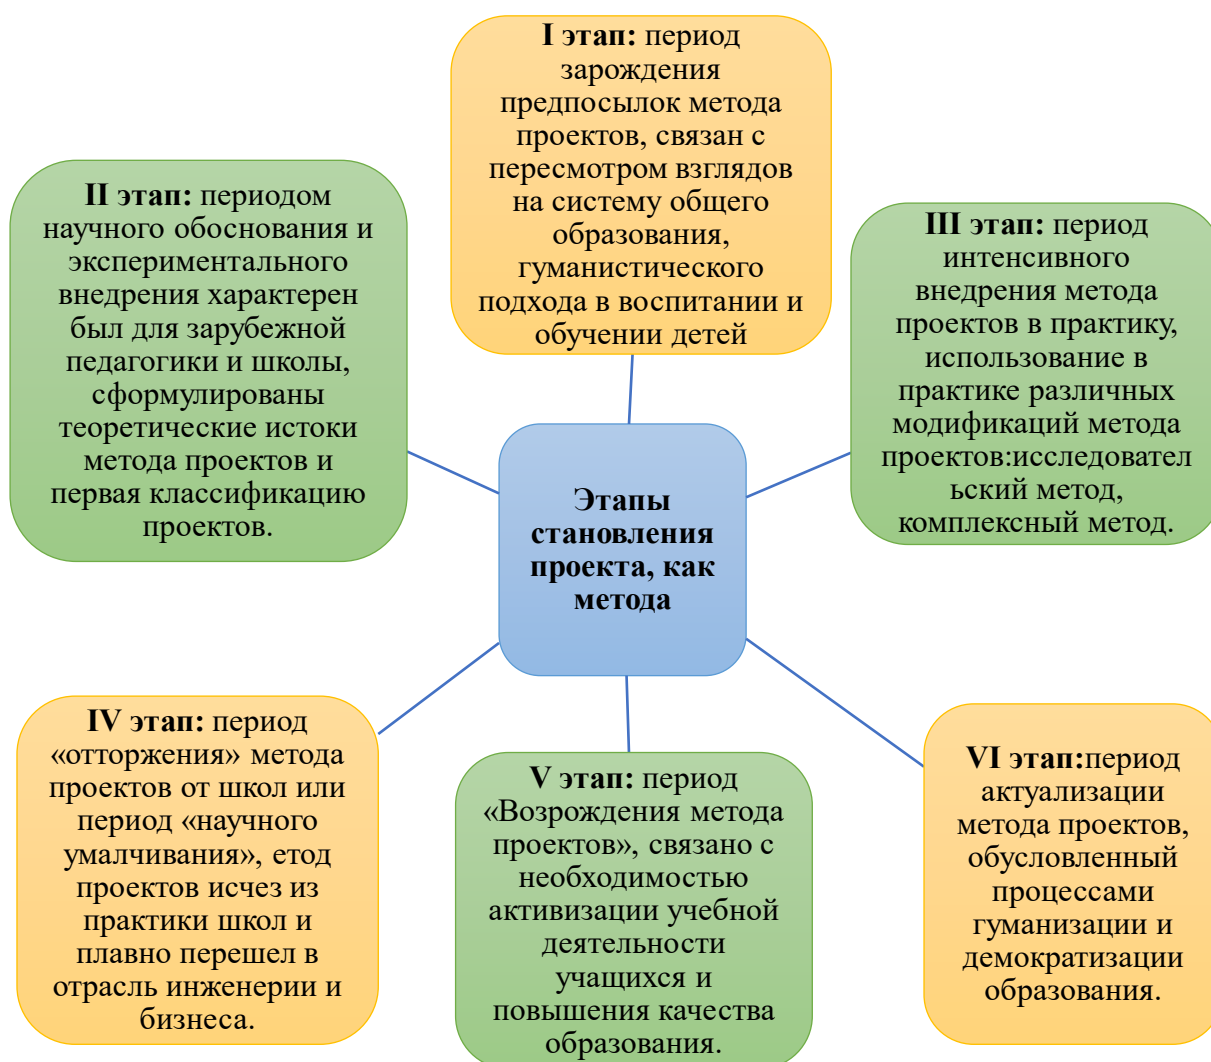 I этап: период
зарождения
предпосылок метода
проектов, связан с
пересмотром взглядов
на систему общего
образования,
гуманистического
подхода в воспитании и
обучении детей
II этап: периодом
научного обоснования и
экспериментального
внедрения характерен
был для зарубежной
педагогики и школы,
сформулированы
теоретические истоки
метода проектов и
первая классификацию
проектов.
III этап: период
интенсивного
внедрения метода
проектов в практику,
использование в
практике различных
модификаций метода
проектов:исследовател
ьский метод,
комплексный метод.
Этапы
становления
проекта, как
метода
IV этап: период
«отторжения» метода
проектов от школ или
период «научного
умалчивания», етод
проектов исчез из
практики школ и
плавно перешел в
отрасль инженерии и
бизнеса.
V этап: период
«Возрождения метода
проектов», связано с
необходимостью
активизации учебной
деятельности
учащихся и
повышения качества
образования.
VI этап:период
актуализации
метода проектов,
обусловленный
процессами
гуманизации и
демократизации
образования.